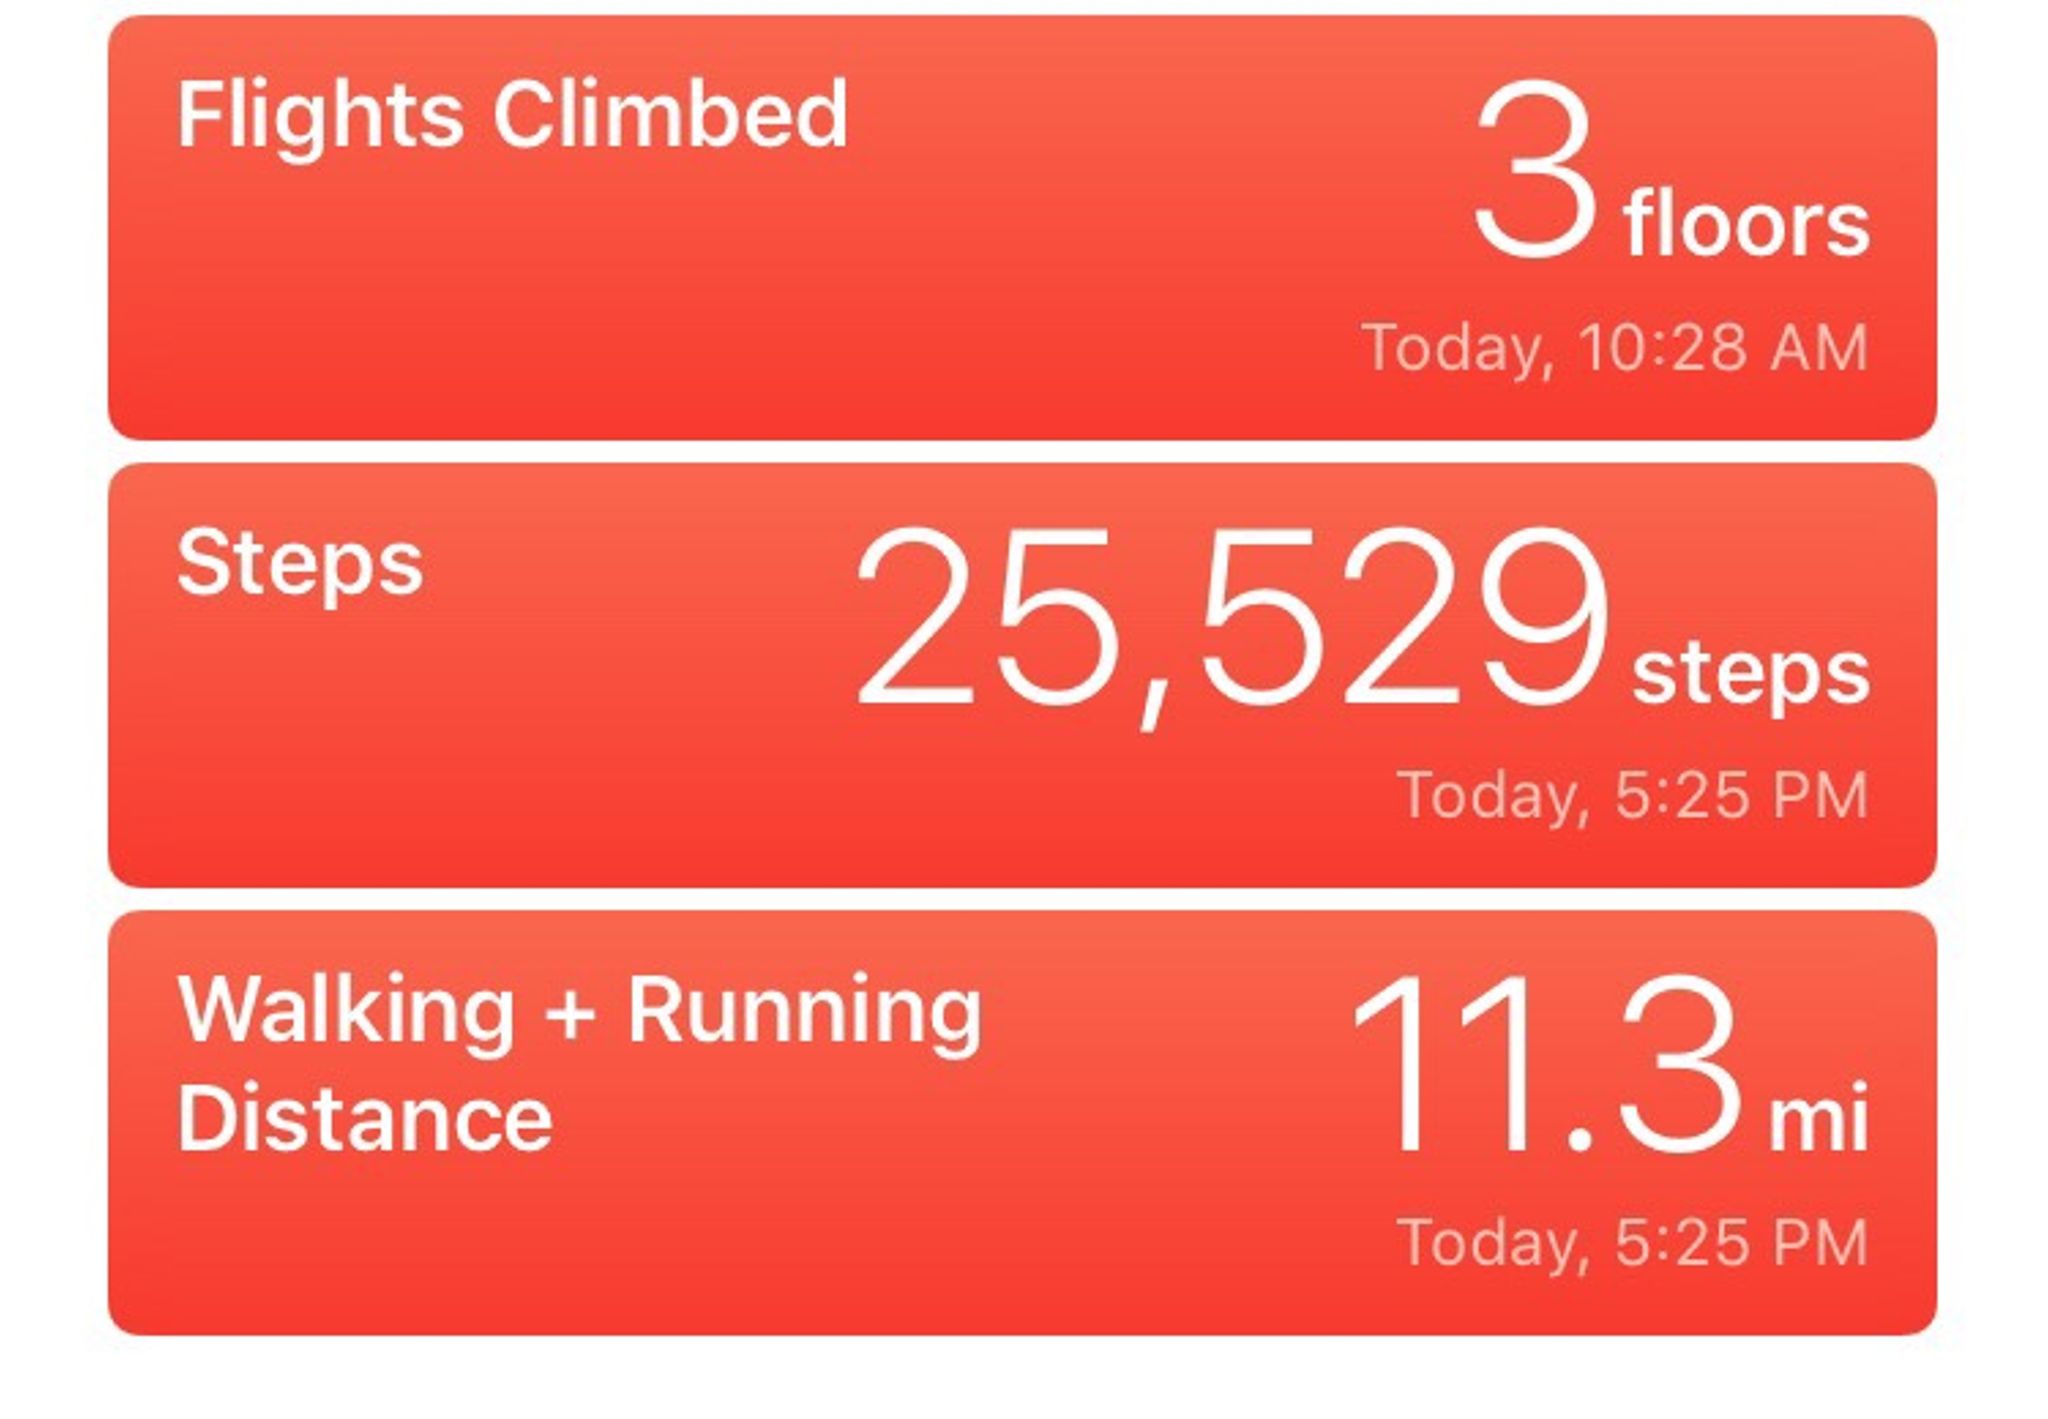 Flights Climbed
3 floors
Today, 10:28 AM
Steps
25,529 steps
Today, 5:25 PM
Walking + Running
Distance
11.3 mi
Today, 5:25 PM